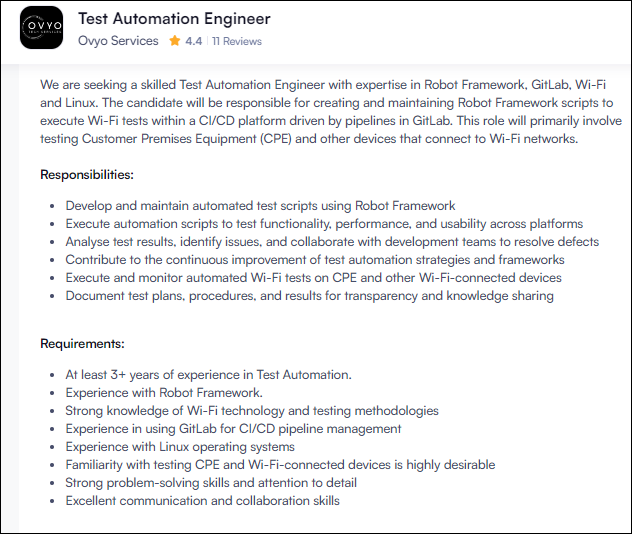 OVYO
TEST SERVICES
Test Automation Engineer
Ovyo Services ★ 4.4 | 11 Reviews
We are seeking a skilled Test Automation Engineer with expertise in Robot Framework, GitLab, Wi-Fi
and Linux. The candidate will be responsible for creating and maintaining Robot Framework scripts to
execute Wi-Fi tests within a CI/CD platform driven by pipelines in GitLab. This role will primarily involve
testing Customer Premises Equipment (CPE) and other devices that connect to Wi-Fi networks.
Responsibilities:
• Develop and maintain automated test scripts using Robot Framework
• Execute automation scripts to test functionality, performance, and usability across platforms
• Analyse test results, identify issues, and collaborate with development teams to resolve defects
• Contribute to the continuous improvement of test automation strategies and frameworks
• Execute and monitor automated Wi-Fi tests on CPE and other Wi-Fi-connected devices
• Document test plans, procedures, and results for transparency and knowledge sharing
Requirements:
• At least 3+ years of experience in Test Automation.
• Experience with Robot Framework.
• Strong knowledge of Wi-Fi technology and testing methodologies
• Experience in using GitLab for CI/CD pipeline management
• Experience with Linux operating systems
• Familiarity with testing CPE and Wi-Fi-connected devices is highly desirable
• Strong problem-solving skills and attention to detail
• Excellent communication and collaboration skills